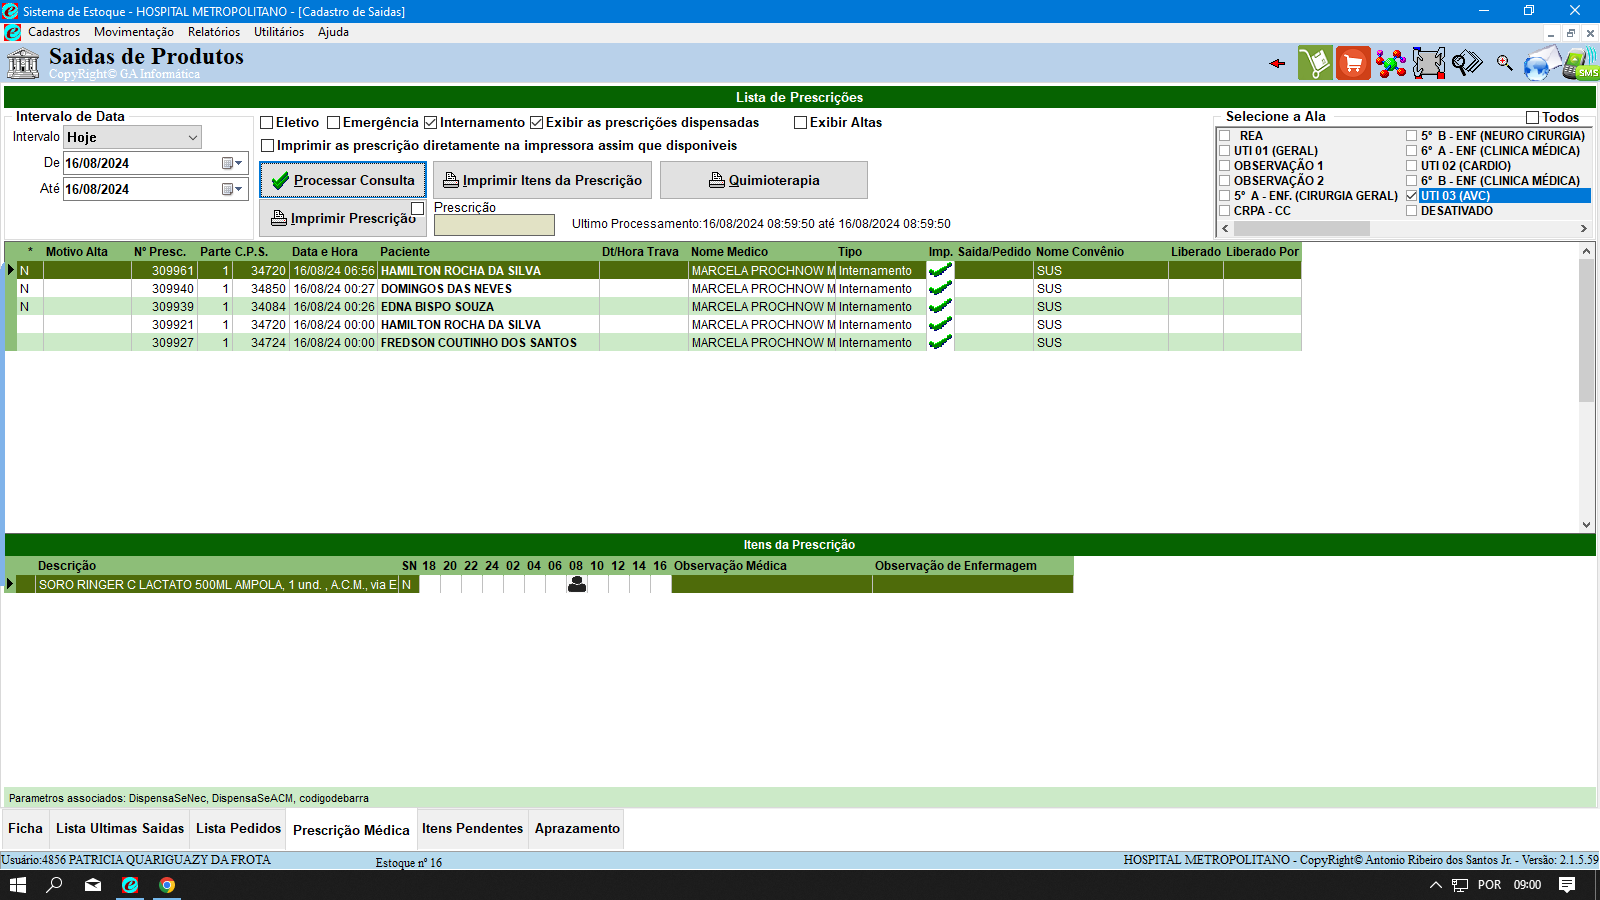 Sistema de Estoque - HOSPITAL METROPOLITANO - [Cadastro de Saidas]
Cadastros Movimentação Relatórios Utilitários Ajuda
Saidas de Produtos
CopyRight© GA Informática
SMS
Lista de Prescrições
Intervalo de Data
Intervalo Hoje
De 16/08/2024
Até 16/08/2024
Eletivo Emergência Internamento Exibir as prescrições dispensadas Exibir Altas
Imprimir as prescrição diretamente na impressora assim que disponiveis
Processar Consulta Imprimir Itens da Prescrição Quimioterapia
Imprimir Prescrição Prescrição
Ultimo Processamento:16/08/2024 08:59:50 até 16/08/2024 08:59:50
Selecione a Ala Todos
REA 5º B - ENF (NEURO CIRURGIA)
UTI 01 (GERAL) 6º A - ENF (CLINICA MÉDICA)
OBSERVAÇÃO 1 UTI 02 (CARDIO)
OBSERVAÇÃO 2 6º B - ENF (CLINICA MÉDICA)
5º A - ENF. (CIRURGIA GERAL) UTI 03 (AVC)
CRPA - CC DESATIVADO
* Motivo Alta Nº Presc. Parte C.P.S. Data e Hora Paciente Dt/Hora Trava Nome Medico Tipo Imp. Saida/Pedido Nome Convênio Liberado Liberado Por
N 309961 1 34720 16/08/24 06:56 HAMILTON ROCHA DA SILVA MARCELA PROCHNOW M Internamento SUS
N 309940 1 34850 16/08/24 00:27 DOMINGOS DAS NEVES MARCELA PROCHNOW M Internamento SUS
N 309939 1 34084 16/08/24 00:26 EDNA BISPO SOUZA MARCELA PROCHNOW M Internamento SUS
309921 1 34720 16/08/24 00:00 HAMILTON ROCHA DA SILVA MARCELA PROCHNOW M Internamento SUS
309927 1 34724 16/08/24 00:00 FREDSON COUTINHO DOS SANTOS MARCELA PROCHNOW M Internamento SUS
Itens da Prescrição
Descrição SN 18 20 22 24 02 04 06 08 10 12 14 16 Observação Médica Observação de Enfermagem
SORO RINGER C LACTATO 500ML AMPOLA, 1 und. , A.C.M., via E N
Parametros associados: DispensaSeNec, DispensaSeACM, codigodebarra
Ficha Lista Ultimas Saidas Lista Pedidos Prescrição Médica Itens Pendentes Aprazamento
Usuário:4856 PATRICIA QUARIGUAZY DA FROTA Estoque nº 16 HOSPITAL METROPOLITANO - CopyRight© Antonio Ribeiro dos Santos Jr. - Versão: 2.1.5.59
POR 09:00